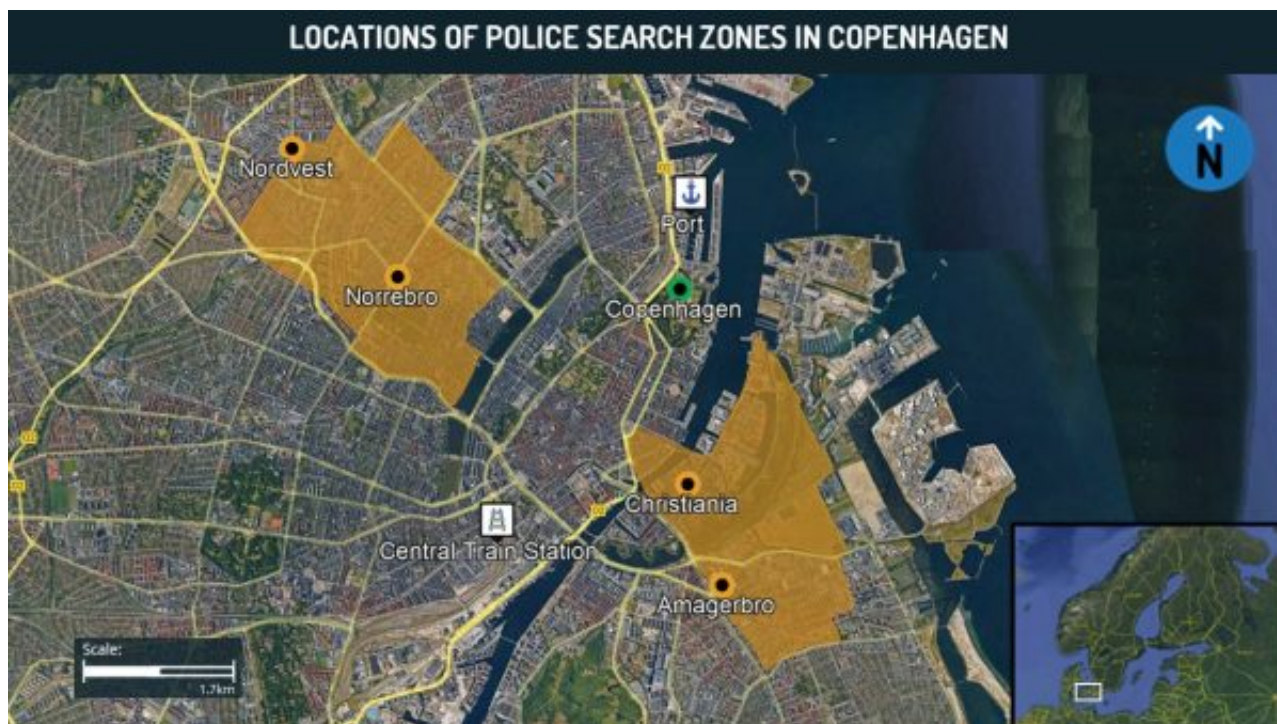 LOCATIONS OF POLICE SEARCH ZONES IN COPENHAGEN
N
Nordvest
Port
Norrebro
Copenhagen
Christiania
Central Train Station
Amagerbro
Scale:
1.7km